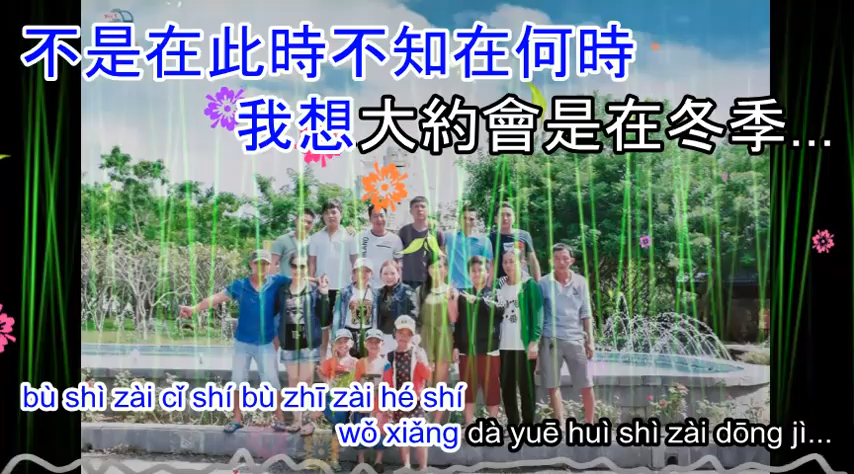 不是在此時不知在何時
我想大約會是在冬季...
bù shì zài cǐ shí bù zhī zài hé shí
wǒ xiǎng dà yuē huì shì zài dōng jì...